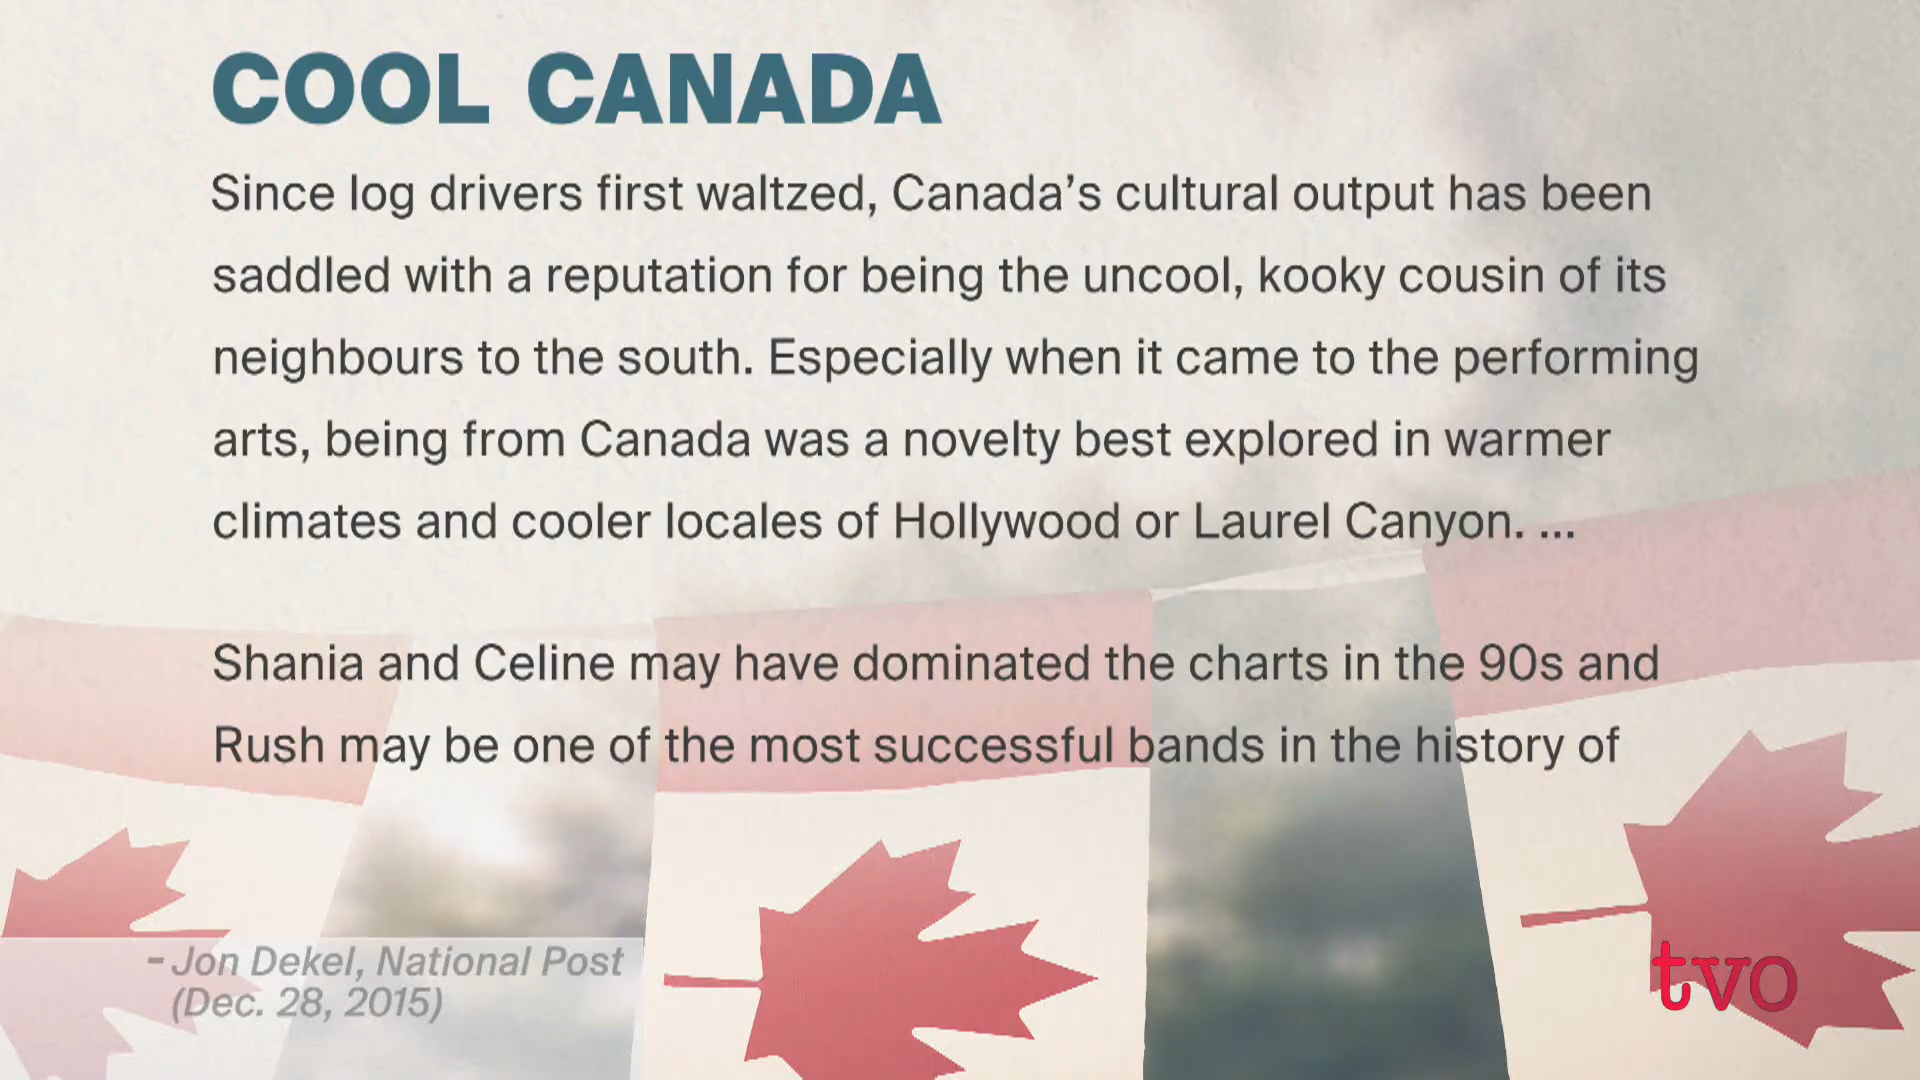 COOL CANADA
Since log drivers first waltzed, Canada's cultural output has been
saddled with a reputation for being the uncool, kooky cousin of its
neighbours to the south. Especially when it came to the performing
arts, being from Canada was a novelty best explored in warmer
climates and cooler locales of Hollywood or Laurel Canyon. ...
Shania and Celine may have dominated the charts in the 90s and
Rush may be one of the most successful bands in the history of
- Jon Dekel, National Post
(Dec. 28, 2015)
tvo